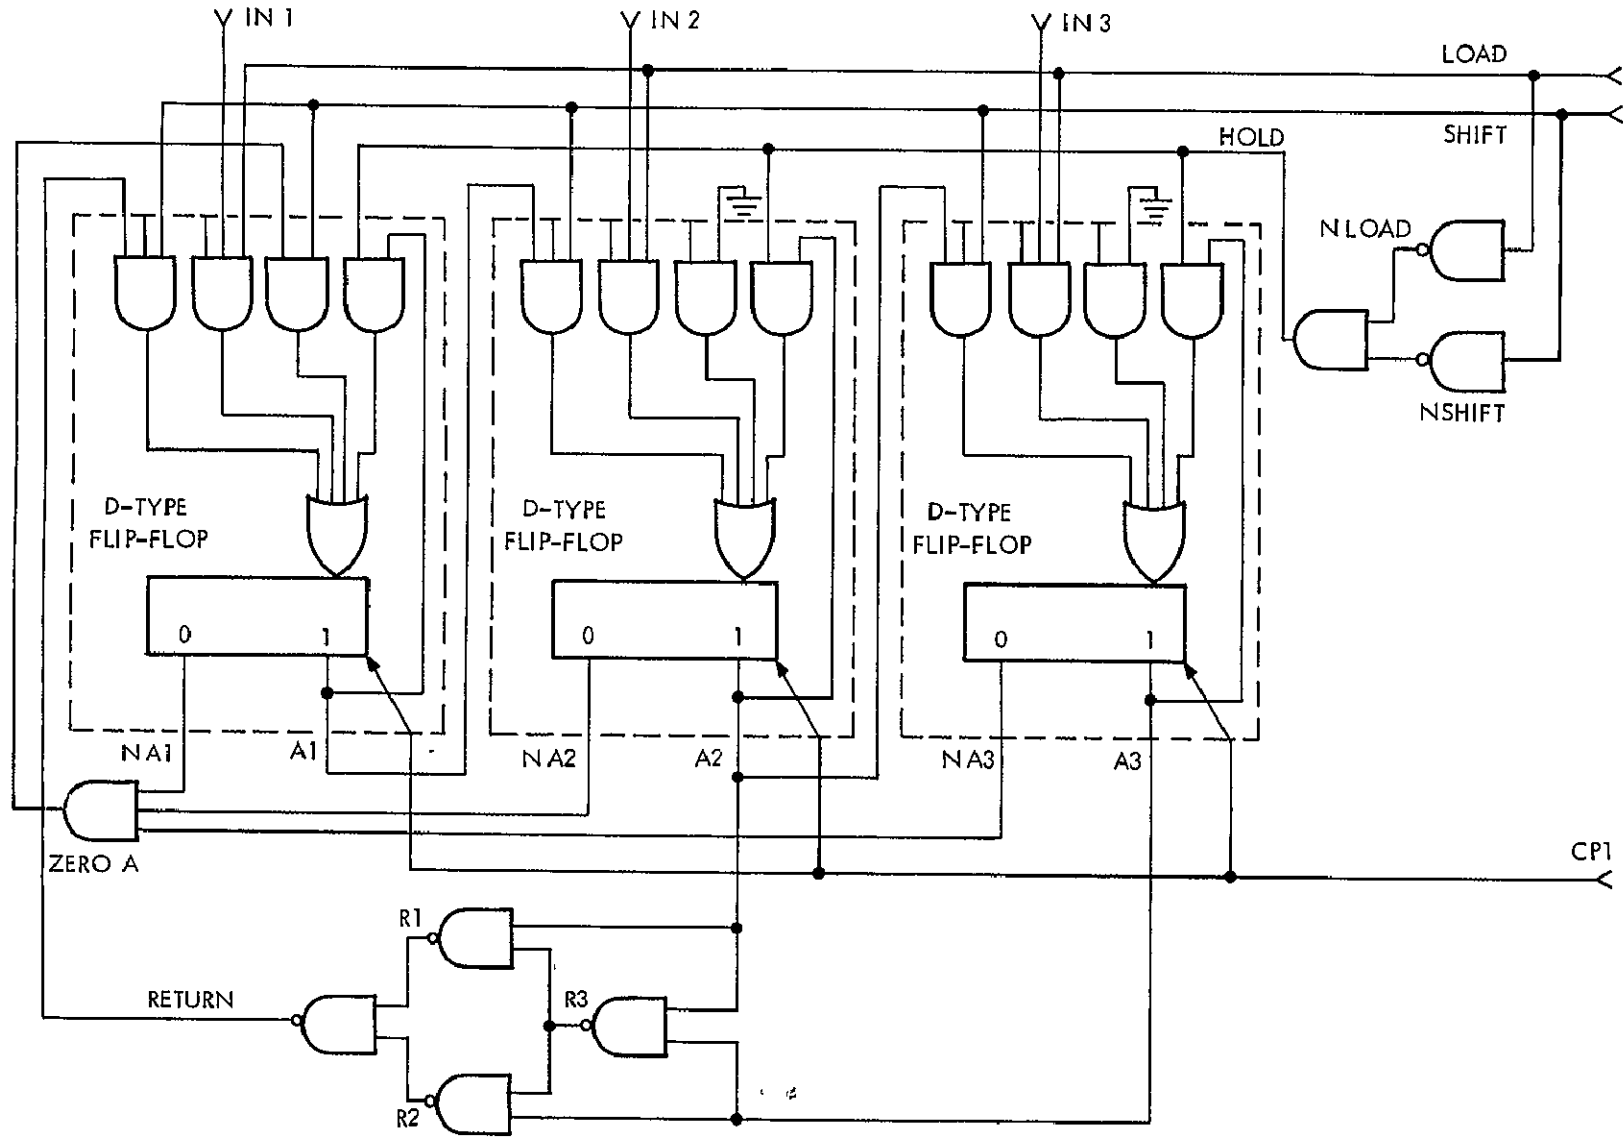 IN 1
IN 2
IN 3
LOAD
SHIFT
HOLD
N LOAD
NSHIFT
D-TYPE
FLIP-FLOP
D-TYPE
FLIP-FLOP
D-TYPE
FLIP-FLOP
0 1
0 1
0 1
NA1
A1
NA2
A2
NA3
A3
ZERO A
CP1
R1
RETURN
R3
R2